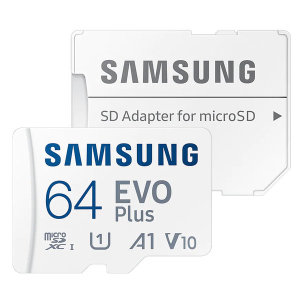 SAMSUNG
SD Adapter for microSD
SAMSUNG
64 EVO
Plus
micro
SD
XC I
U1 A1 V10